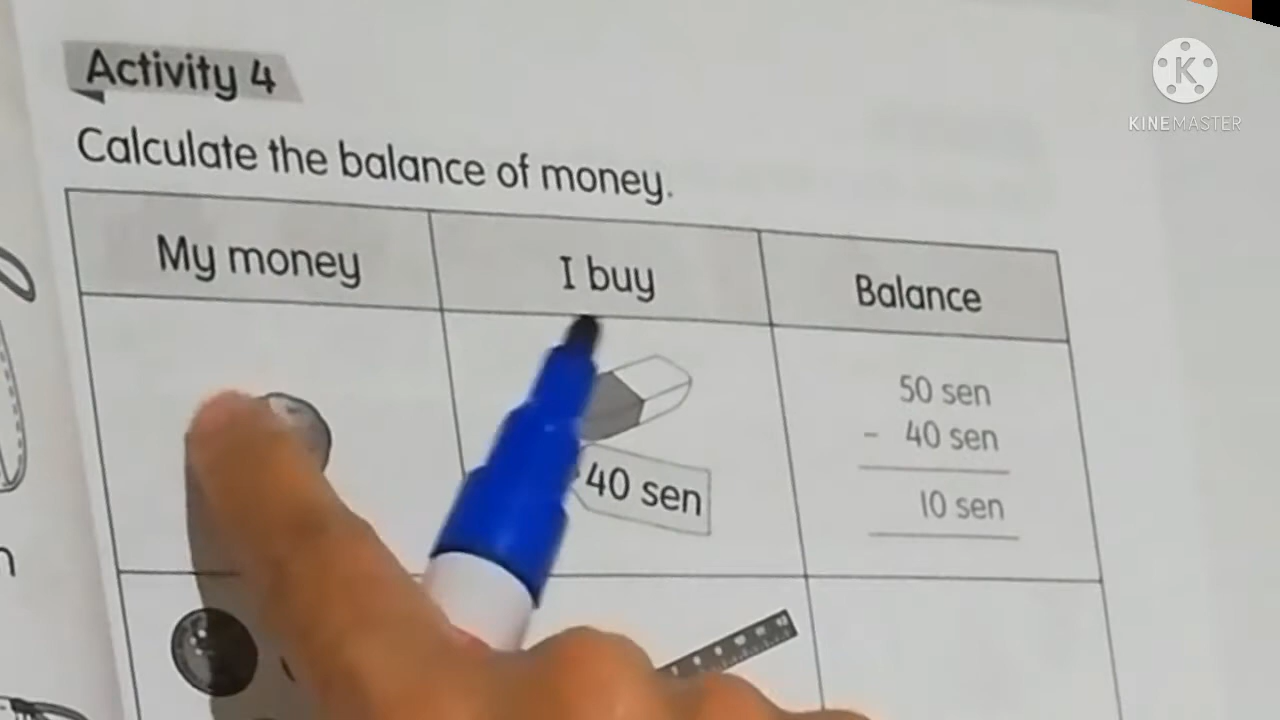 Activity 4
Calculate the balance of money.
My money
I buy
Balance
40 sen
50 sen
- 40 sen
10 sen
K
KINEMASTER